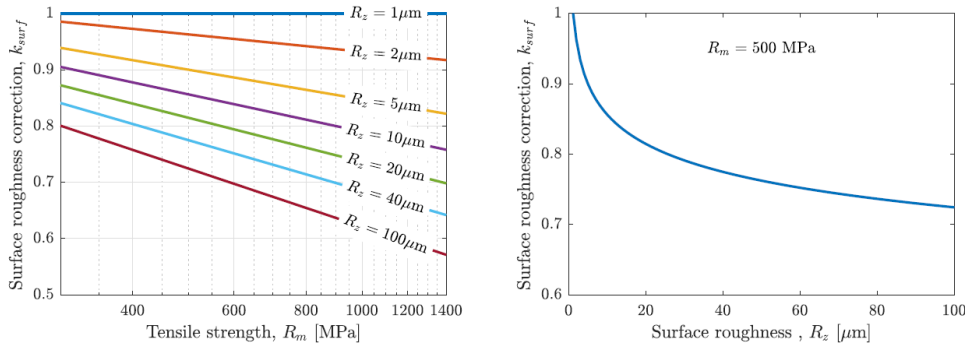 Surface roughness correction, k_surf
1
0.9
0.8
0.7
0.6
0.5
R_z = 1μm
R_z = 2μm
R_z = 5μm
R_z = 10μm
R_z = 20μm
R_z = 40μm
R_z = 100μm
400 600 800 1000 1200 1400
Tensile strength, R_m [MPa]
Surface roughness correction, k_surf
1
0.9
0.8
0.7
0.6
R_m = 500 MPa
0 20 40 60 80 100
Surface roughness , R_z [μm]